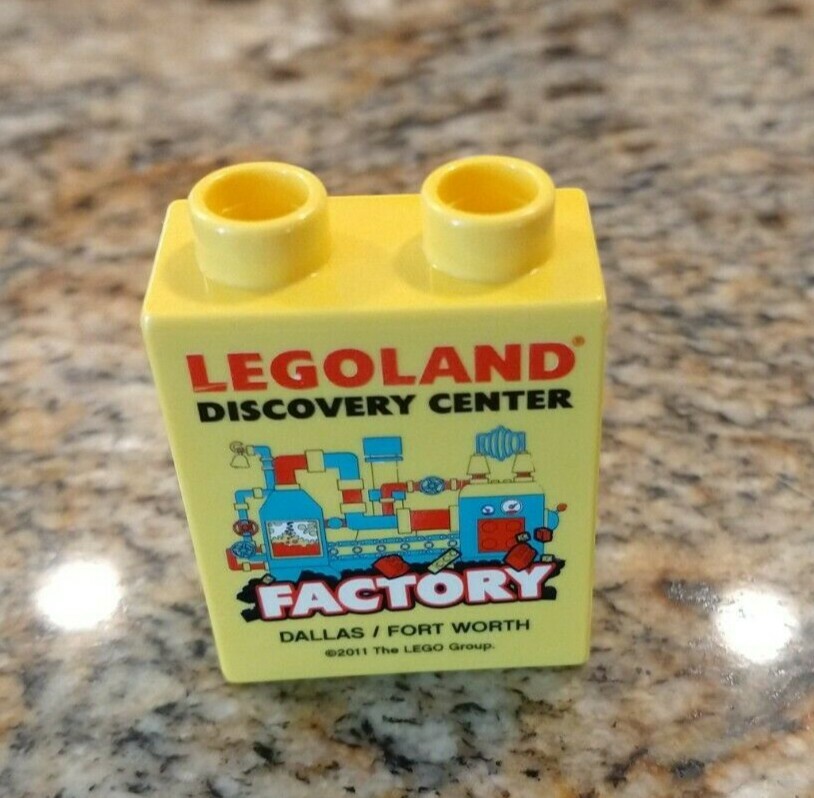 LEGOLAND®
DISCOVERY CENTER
FACTORY
DALLAS / FORT WORTH
©2011 The LEGO Group.